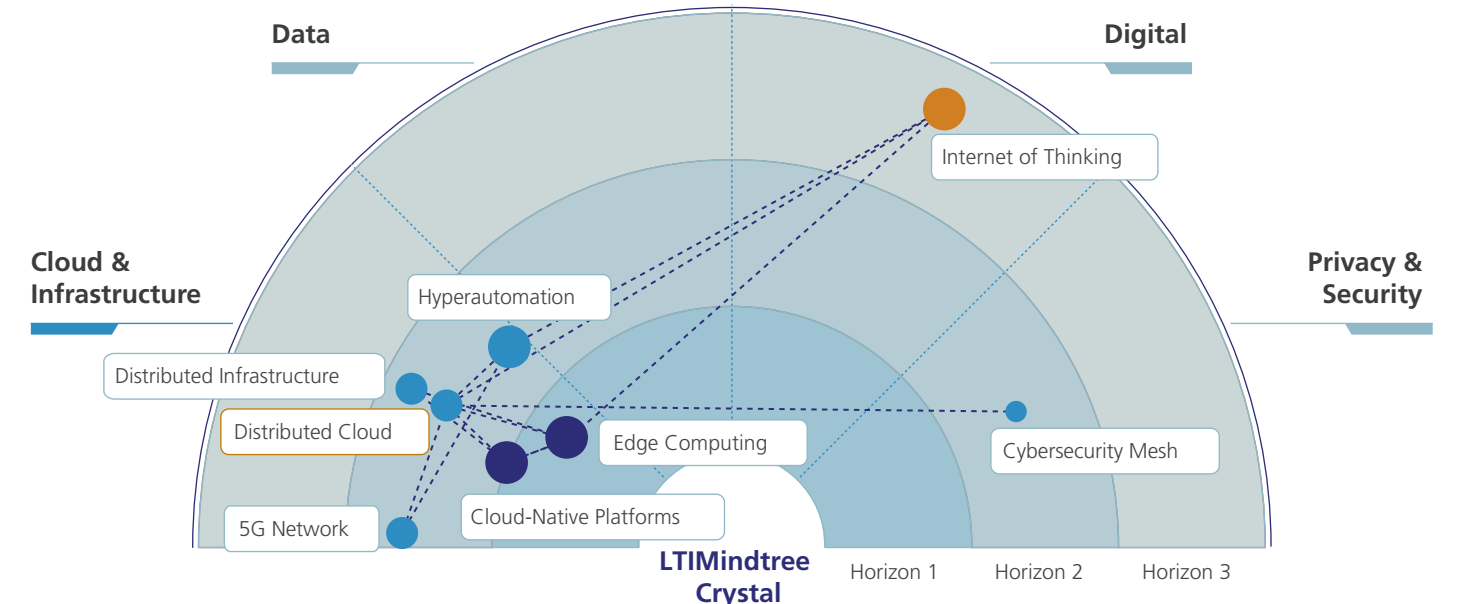 Data
Digital
Internet of Thinking
Cloud &
Infrastructure
Privacy &
Security
Hyperautomation
Distributed Infrastructure
Distributed Cloud
Edge Computing
Cybersecurity Mesh
Cloud-Native Platforms
5G Network
LTIMindtree
Crystal
Horizon 1
Horizon 2
Horizon 3